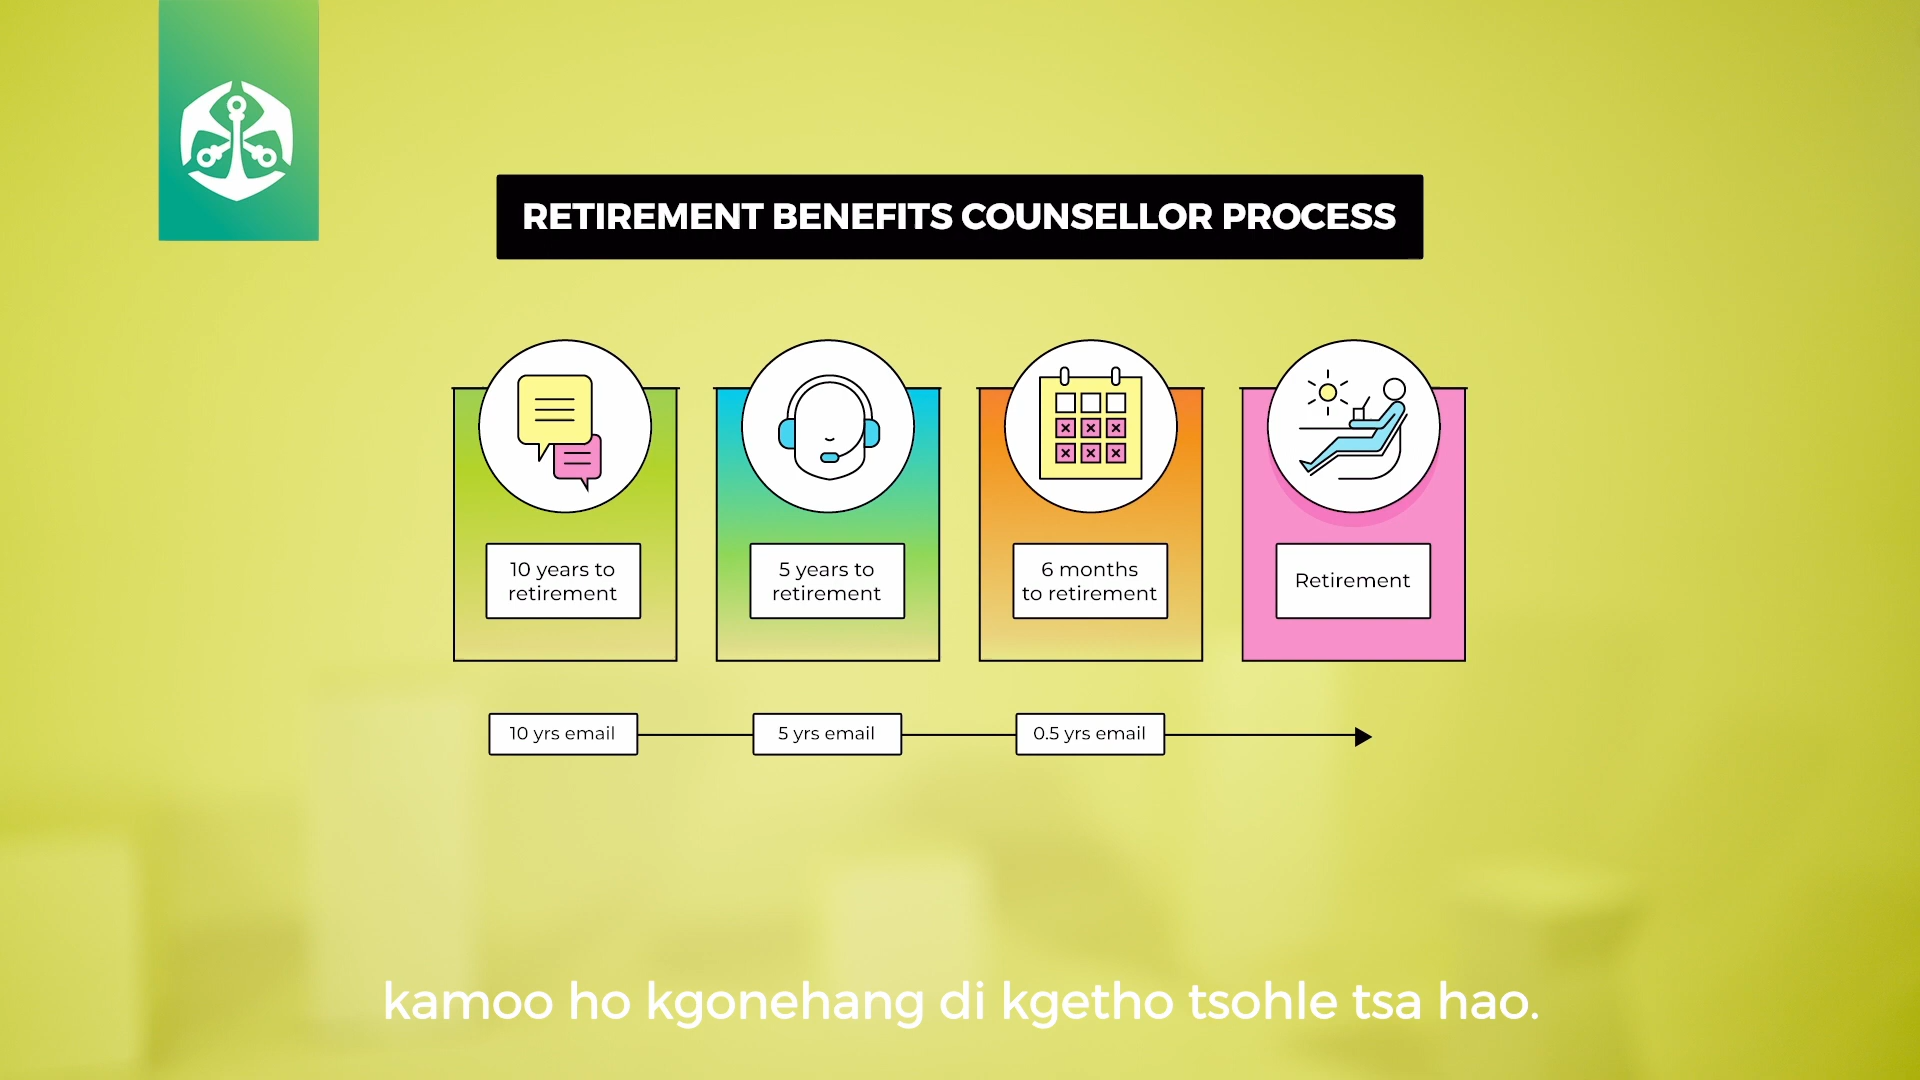 RETIREMENT BENEFITS COUNSELLOR PROCESS
10 years to
retirement
5 years to
retirement
6 months
to retirement
Retirement
10 yrs email
5 yrs email
0.5 yrs email
kamoo ho kgonehang di kgetho tsohle tsa hao.